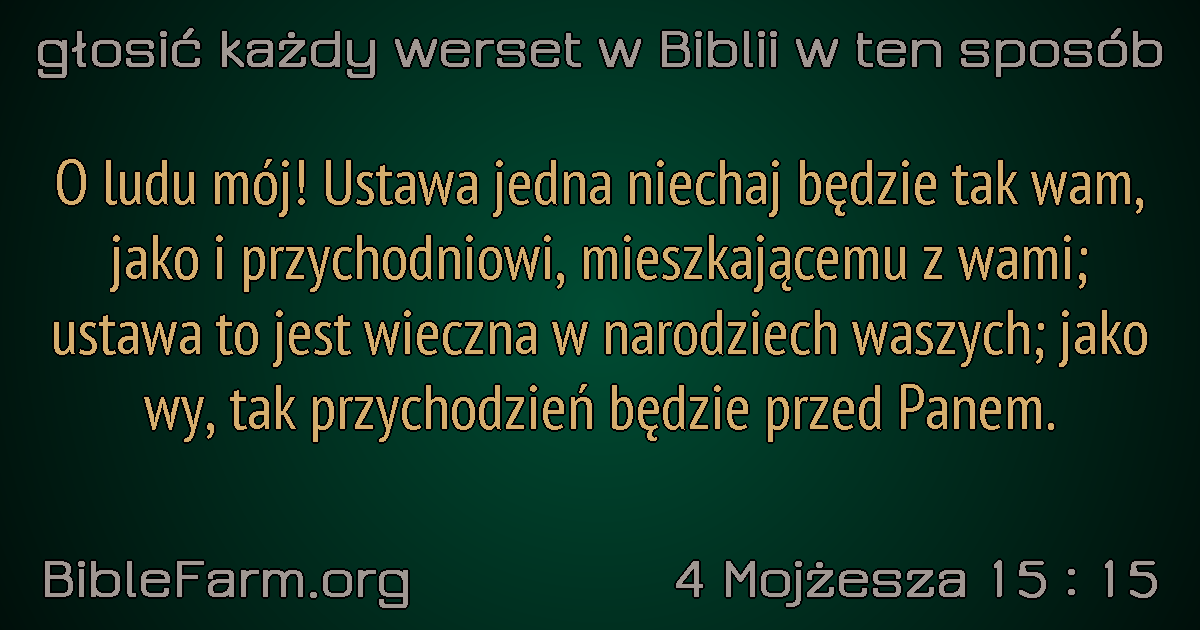 głosić każdy werset w Biblii w ten sposób
O ludu mój! Ustawa jedna niechaj będzie tak wam,
jako i przychodniowi, mieszkającemu z wami;
ustawa to jest wieczna w narodziech waszych; jako
wy, tak przychodzień będzie przed Panem.
BibleFarm.org
4 Mojżesza 15 : 15